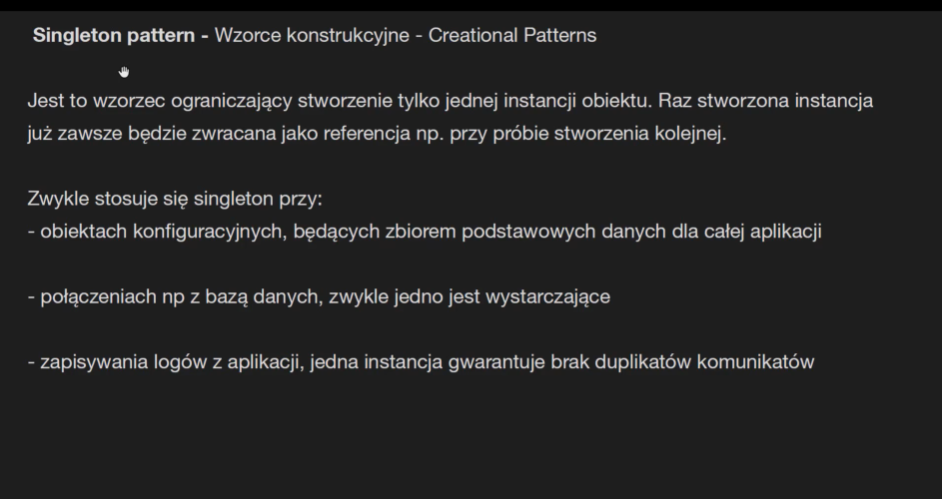 Singleton pattern - Wzorce konstrukcyjne - Creational Patterns
Jest to wzorzec ograniczający stworzenie tylko jednej instancji obiektu. Raz stworzona instancja
już zawsze będzie zwracana jako referencja np. przy próbie stworzenia kolejnej.
Zwykle stosuje się singleton przy:
- obiektach konfiguracyjnych, będących zbiorem podstawowych danych dla całej aplikacji
- połączeniach np z bazą danych, zwykle jedno jest wystarczające
- zapisywania logów z aplikacji, jedna instancja gwarantuje brak duplikatów komunikatów